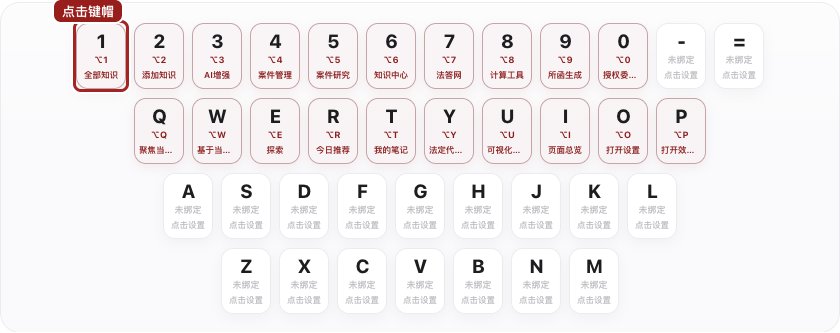 点击键帽
1 2 3 4 5 6 7 8 9 0 - =
⌥1 ⌥2 ⌥3 ⌥4 ⌥5 ⌥6 ⌥7 ⌥8 ⌥9 ⌥0 未绑定 未绑定
全部知识 添加知识 AI增强 案件管理 案件研究 知识中心 法答网 计算工具 所函生成 授权委... 点击设置 点击设置
Q W E R T Y U I O P
⌥Q ⌥W ⌥E ⌥R ⌥T ⌥Y ⌥U ⌥I ⌥O ⌥P
聚焦当... 基于当... 探索 今日推荐 我的笔记 法定代... 可视化... 页面总览 打开设置 打开效...
A S D F G H J K L
未绑定 未绑定 未绑定 未绑定 未绑定 未绑定 未绑定 未绑定 未绑定
点击设置 点击设置 点击设置 点击设置 点击设置 点击设置 点击设置 点击设置 点击设置
Z X C V B N M
未绑定 未绑定 未绑定 未绑定 未绑定 未绑定 未绑定
点击设置 点击设置 点击设置 点击设置 点击设置 点击设置 点击设置